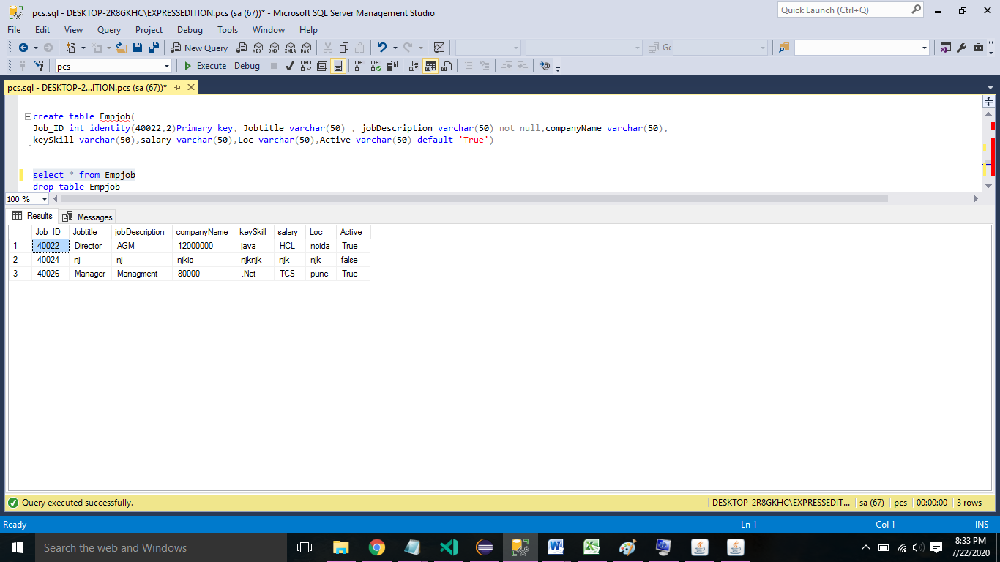 pcs.sql - DESKTOP-2R8GKHC\EXPRESSEDITION.pcs (sa (67))* - Microsoft SQL Server Management Studio
Quick Launch (Ctrl+Q)
File Edit View Query Project Debug Tools Window Help
New Query MDX DMX XMLA DAX Ge
pcs Execute Debug
pcs.sql - DESKTOP-2...ITION.pcs (sa (67))*
create table Empjob(
Job_ID int identity(40022,2)Primary key, Jobtitle varchar(50) , jobDescription varchar(50) not null,companyName varchar(50),
keySkill varchar(50),salary varchar(50),Loc varchar(50),Active varchar(50) default 'True')
select * from Empjob
drop table Empjob
100 %
Results Messages
Job_ID Jobtitle jobDescription companyName keySkill salary Loc Active
1 40022 Director AGM 12000000 java HCL noida True
2 40024 nj nj njkio njknjk njk njk false
3 40026 Manager Managment 80000 .Net TCS pune True
Query executed successfully. DESKTOP-2R8GKHC\EXPRESSEDIT... sa (67) pcs 00:00:00 3 rows
Ready Ln 1 Col 1 INS
Search the web and Windows
8:33 PM
7/22/2020